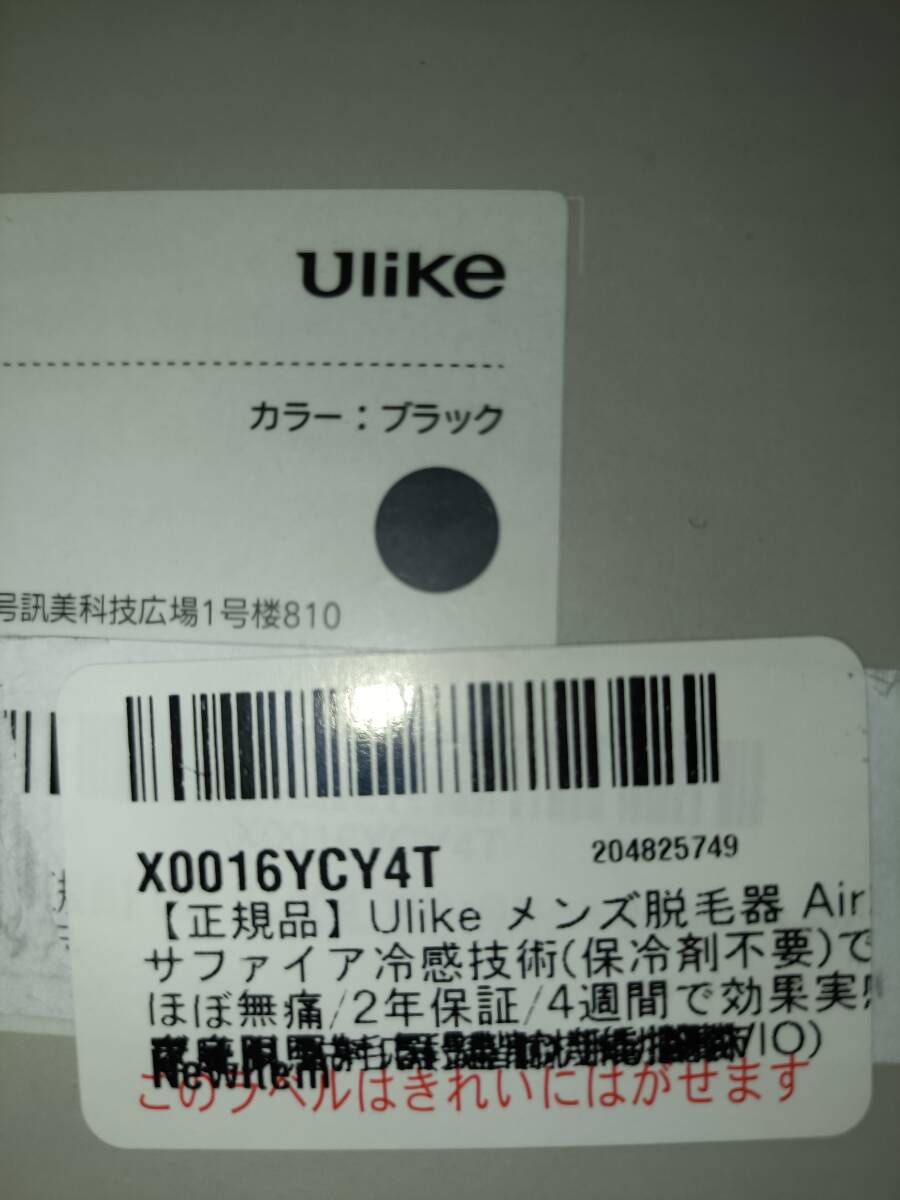 Ulike
カラー：ブラック
号訊美科技広場1号楼810
X0016YCY4T
204825749
【正規品】Ulike メンズ脱毛器 Air
サファイア冷感技術(保冷剤不要)で
ほぼ無痛/2年保証/4週間で効果実感
/IO)
NewItem
このラベルはきれいにはがせます